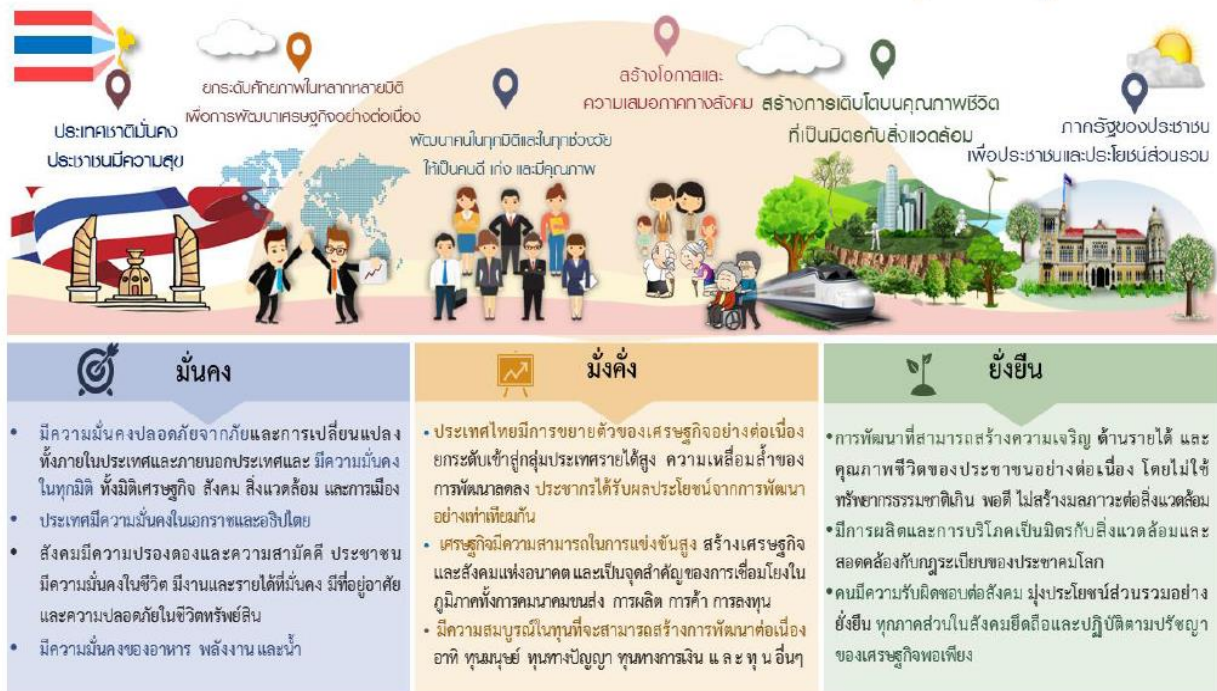 ประเทศชาติมั่นคง
ประชาชนมีความสุข
ยกระดับศักยภาพในหลากหลายมิติ
เพื่อการพัฒนาเศรษฐกิจอย่างต่อเนื่อง
พัฒนาคนในทุกมิติและในทุกช่วงวัย
ให้เป็นคนดี เก่ง และมีคุณภาพ
สร้างโอกาสและ
ความเสมอภาคทางสังคม
สร้างการเติบโตบนคุณภาพชีวิต
ที่เป็นมิตรกับสิ่งแวดล้อม
ภาครัฐของประชาชน
เพื่อประชาชนและประโยชน์ส่วนรวม
มั่นคง
• มีความมั่นคงปลอดภัยจากภัยและการเปลี่ยนแปลง
ทั้งภายในประเทศและภายนอกประเทศและ มีความมั่นคง
ในทุกมิติ ทั้งมิติเศรษฐกิจ สังคม สิ่งแวดล้อม และการเมือง
• ประเทศมีความมั่นคงในเอกราชและอธิปไตย
• สังคมมีความปรองดองและความสามัคคี ประชาชน
มีความมั่นคงในชีวิต มีงานและรายได้ที่มั่นคง มีที่อยู่อาศัย
และความปลอดภัยในชีวิตทรัพย์สิน
• มีความมั่นคงของอาหาร พลังงาน และน้ำ
มั่งคั่ง
• ประเทศไทยมีการขยายตัวของเศรษฐกิจอย่างต่อเนื่อง
ยกระดับเข้าสู่กลุ่มประเทศรายได้สูง ความเหลื่อมล้ำของ
การพัฒนาลดลง ประชากรได้รับผลประโยชน์จากการพัฒนา
อย่างเท่าเทียมกัน
• เศรษฐกิจมีความสามารถในการแข่งขันสูง สร้างเศรษฐกิจ
และสังคมแห่งอนาคต และเป็นจุดสำคัญของการเชื่อมโยงใน
ภูมิภาคทั้งการคมนาคมขนส่ง การผลิต การค้า การลงทุน
• มีความสมบูรณ์ในทุนที่จะสามารถสร้างการพัฒนาต่อเนื่อง
อาทิ ทุนมนุษย์ ทุนทางปัญญา ทุนทางการเงิน และทุนอื่นๆ
ยั่งยืน
• การพัฒนาที่สามารถสร้างความเจริญ ด้านรายได้ และ
คุณภาพชีวิตของประชาชนอย่างต่อเนื่อง โดยไม่ใช้
ทรัพยากรธรรมชาติเกิน พอดี ไม่สร้างมลภาวะต่อสิ่งแวดล้อม
• มีการผลิตและการบริโภคเป็นมิตรกับสิ่งแวดล้อมและ
สอดคล้องกับกฎระเบียบของประชาคมโลก
• คนมีความรับผิดชอบต่อสังคม มุ่งประโยชน์ส่วนรวมอย่าง
ยั่งยืน ทุกภาคส่วนในสังคมยึดถือและปฏิบัติตามปรัชญา
ของเศรษฐกิจพอเพียง